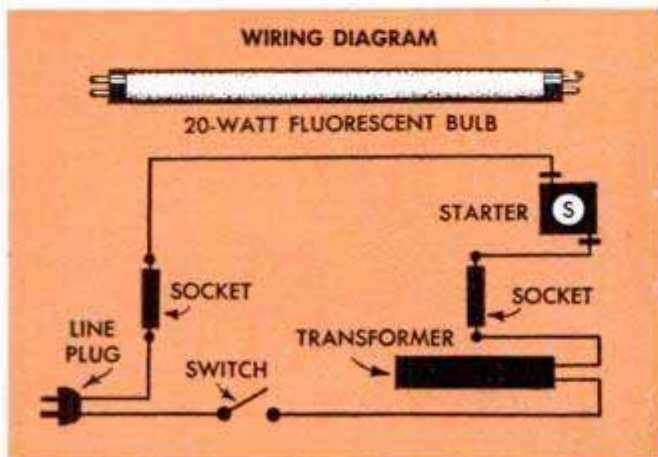 WIRING DIAGRAM
20-WATT FLUORESCENT BULB
STARTER
S
SOCKET
SOCKET
LINE
PLUG
TRANSFORMER
SWITCH